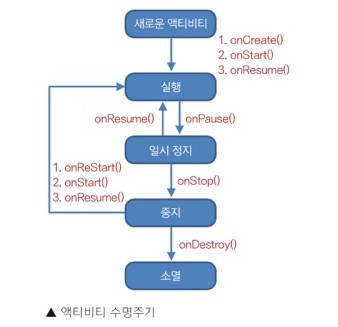 새로운 액티비티
1. onCreate()
2. onStart()
3. onResume()
실행
onResume()
onPause()
일시 정지
1. onReStart()
2. onStart()
3. onResume()
onStop()
중지
onDestroy()
소멸
▲ 액티비티 수명주기